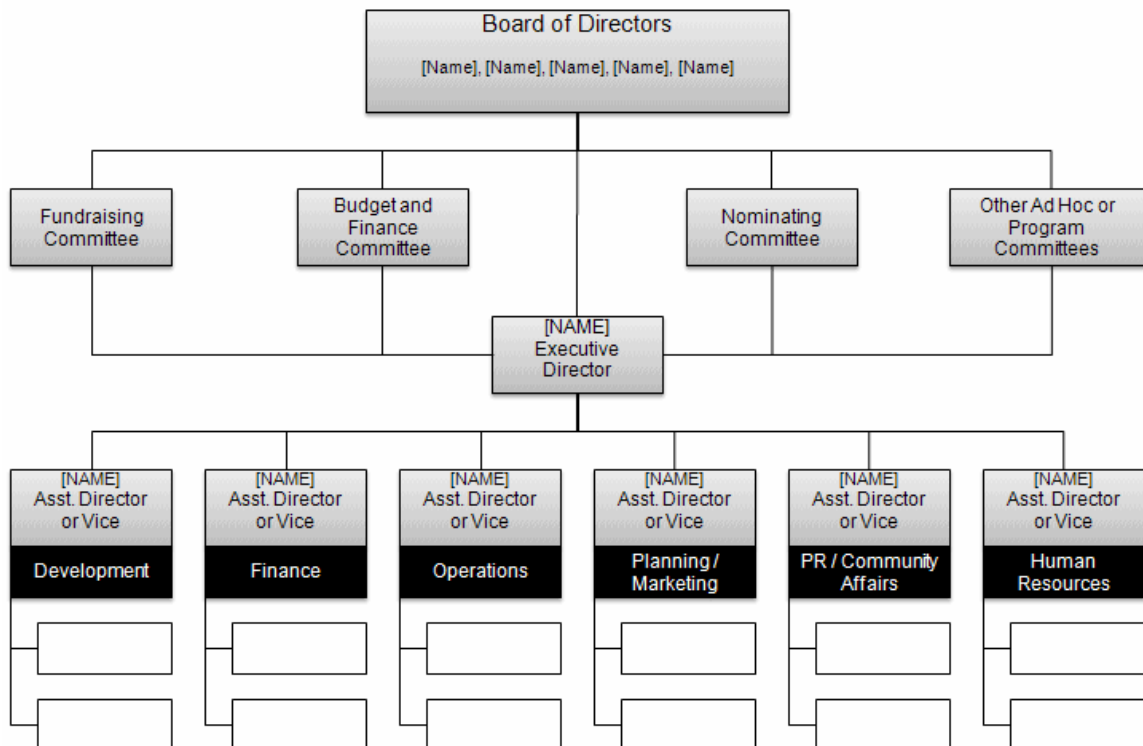 Board of Directors
[Name], [Name], [Name], [Name], [Name]
Fundraising
Committee
Budget and
Finance
Committee
Nominating
Committee
Other Ad Hoc or
Program
Committees
[NAME]
Executive
Director
[NAME]
Asst. Director
or Vice
Development
[NAME]
Asst. Director
or Vice
Finance
[NAME]
Asst. Director
or Vice
Operations
[NAME]
Asst. Director
or Vice
Planning /
Marketing
[NAME]
Asst. Director
or Vice
PR / Community
Affairs
[NAME]
Asst. Director
or Vice
Human
Resources